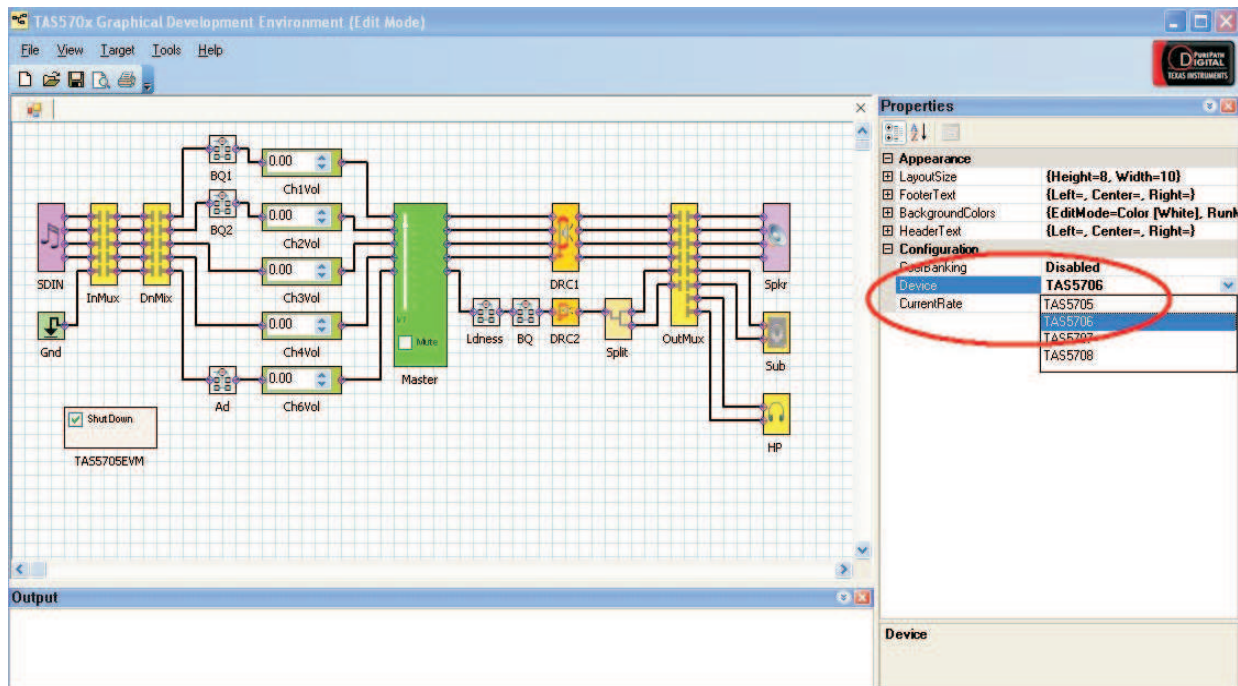 TAS570x Graphical Development Environment (Edit Mode)
File View Target Tools Help
PUREPATH
DIGITAL
TEXAS INSTRUMENTS
Properties
Appearance
LayoutSize {Height=8, Width=10}
FooterText {Left=, Center=, Right=}
BackgroundColors {EditMode=Color [White], Run
HeaderText {Left=, Center=, Right=}
Configuration
Banking Disabled
Device TAS5706
CurrentRate
TAS5705
TAS5706
TAS5707
TAS5708
BQ1
0.00
Ch1Vol
BQ2
0.00
Ch2Vol
SDIN
InMux
DnMix
0.00
Ch3Vol
DRC1
Spkr
Gnd
0.00
Ch4Vol
Mute
Master
Ldness
BQ
DRC2
Split
OutMux
Sub
Ad
0.00
Ch6Vol
HP
ShutDown
TAS5705EVM
Output
Device